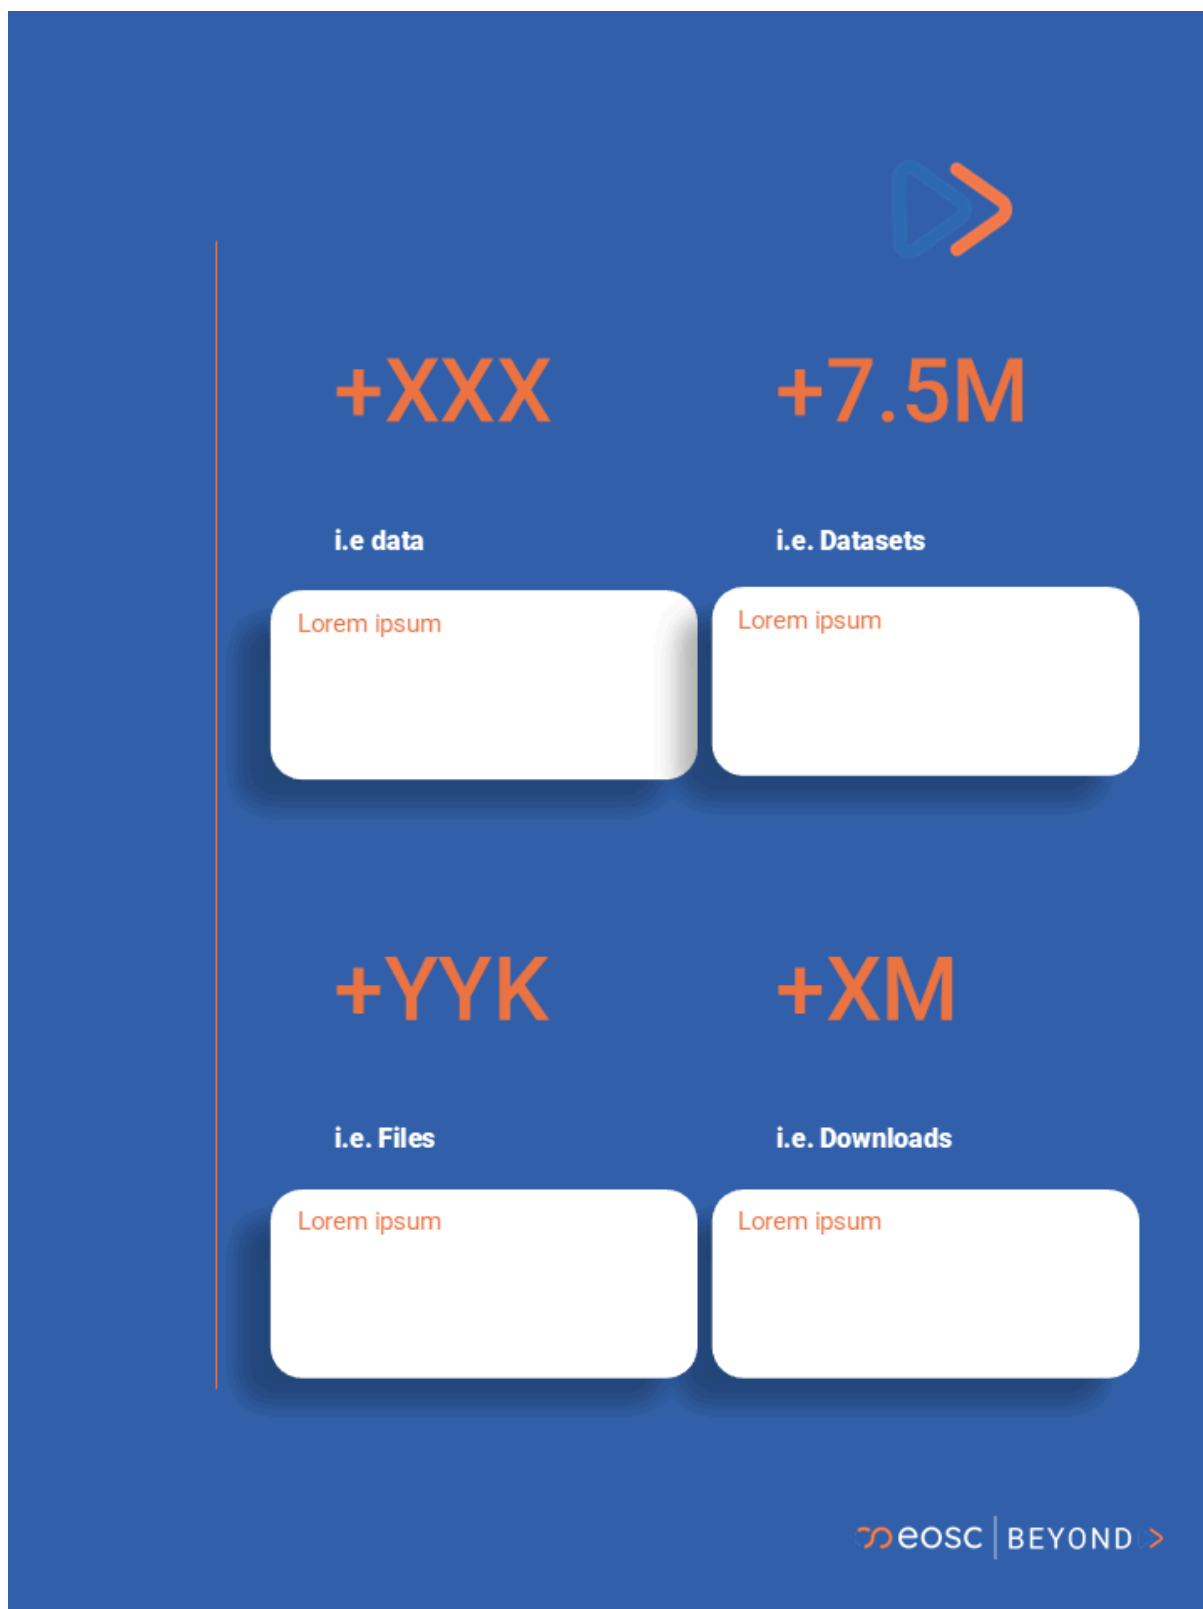 +XXX
+7.5M
i.e data
i.e. Datasets
Lorem ipsum
Lorem ipsum
+YYK
+XM
i.e. Files
i.e. Downloads
Lorem ipsum
Lorem ipsum
eosc | BEYOND